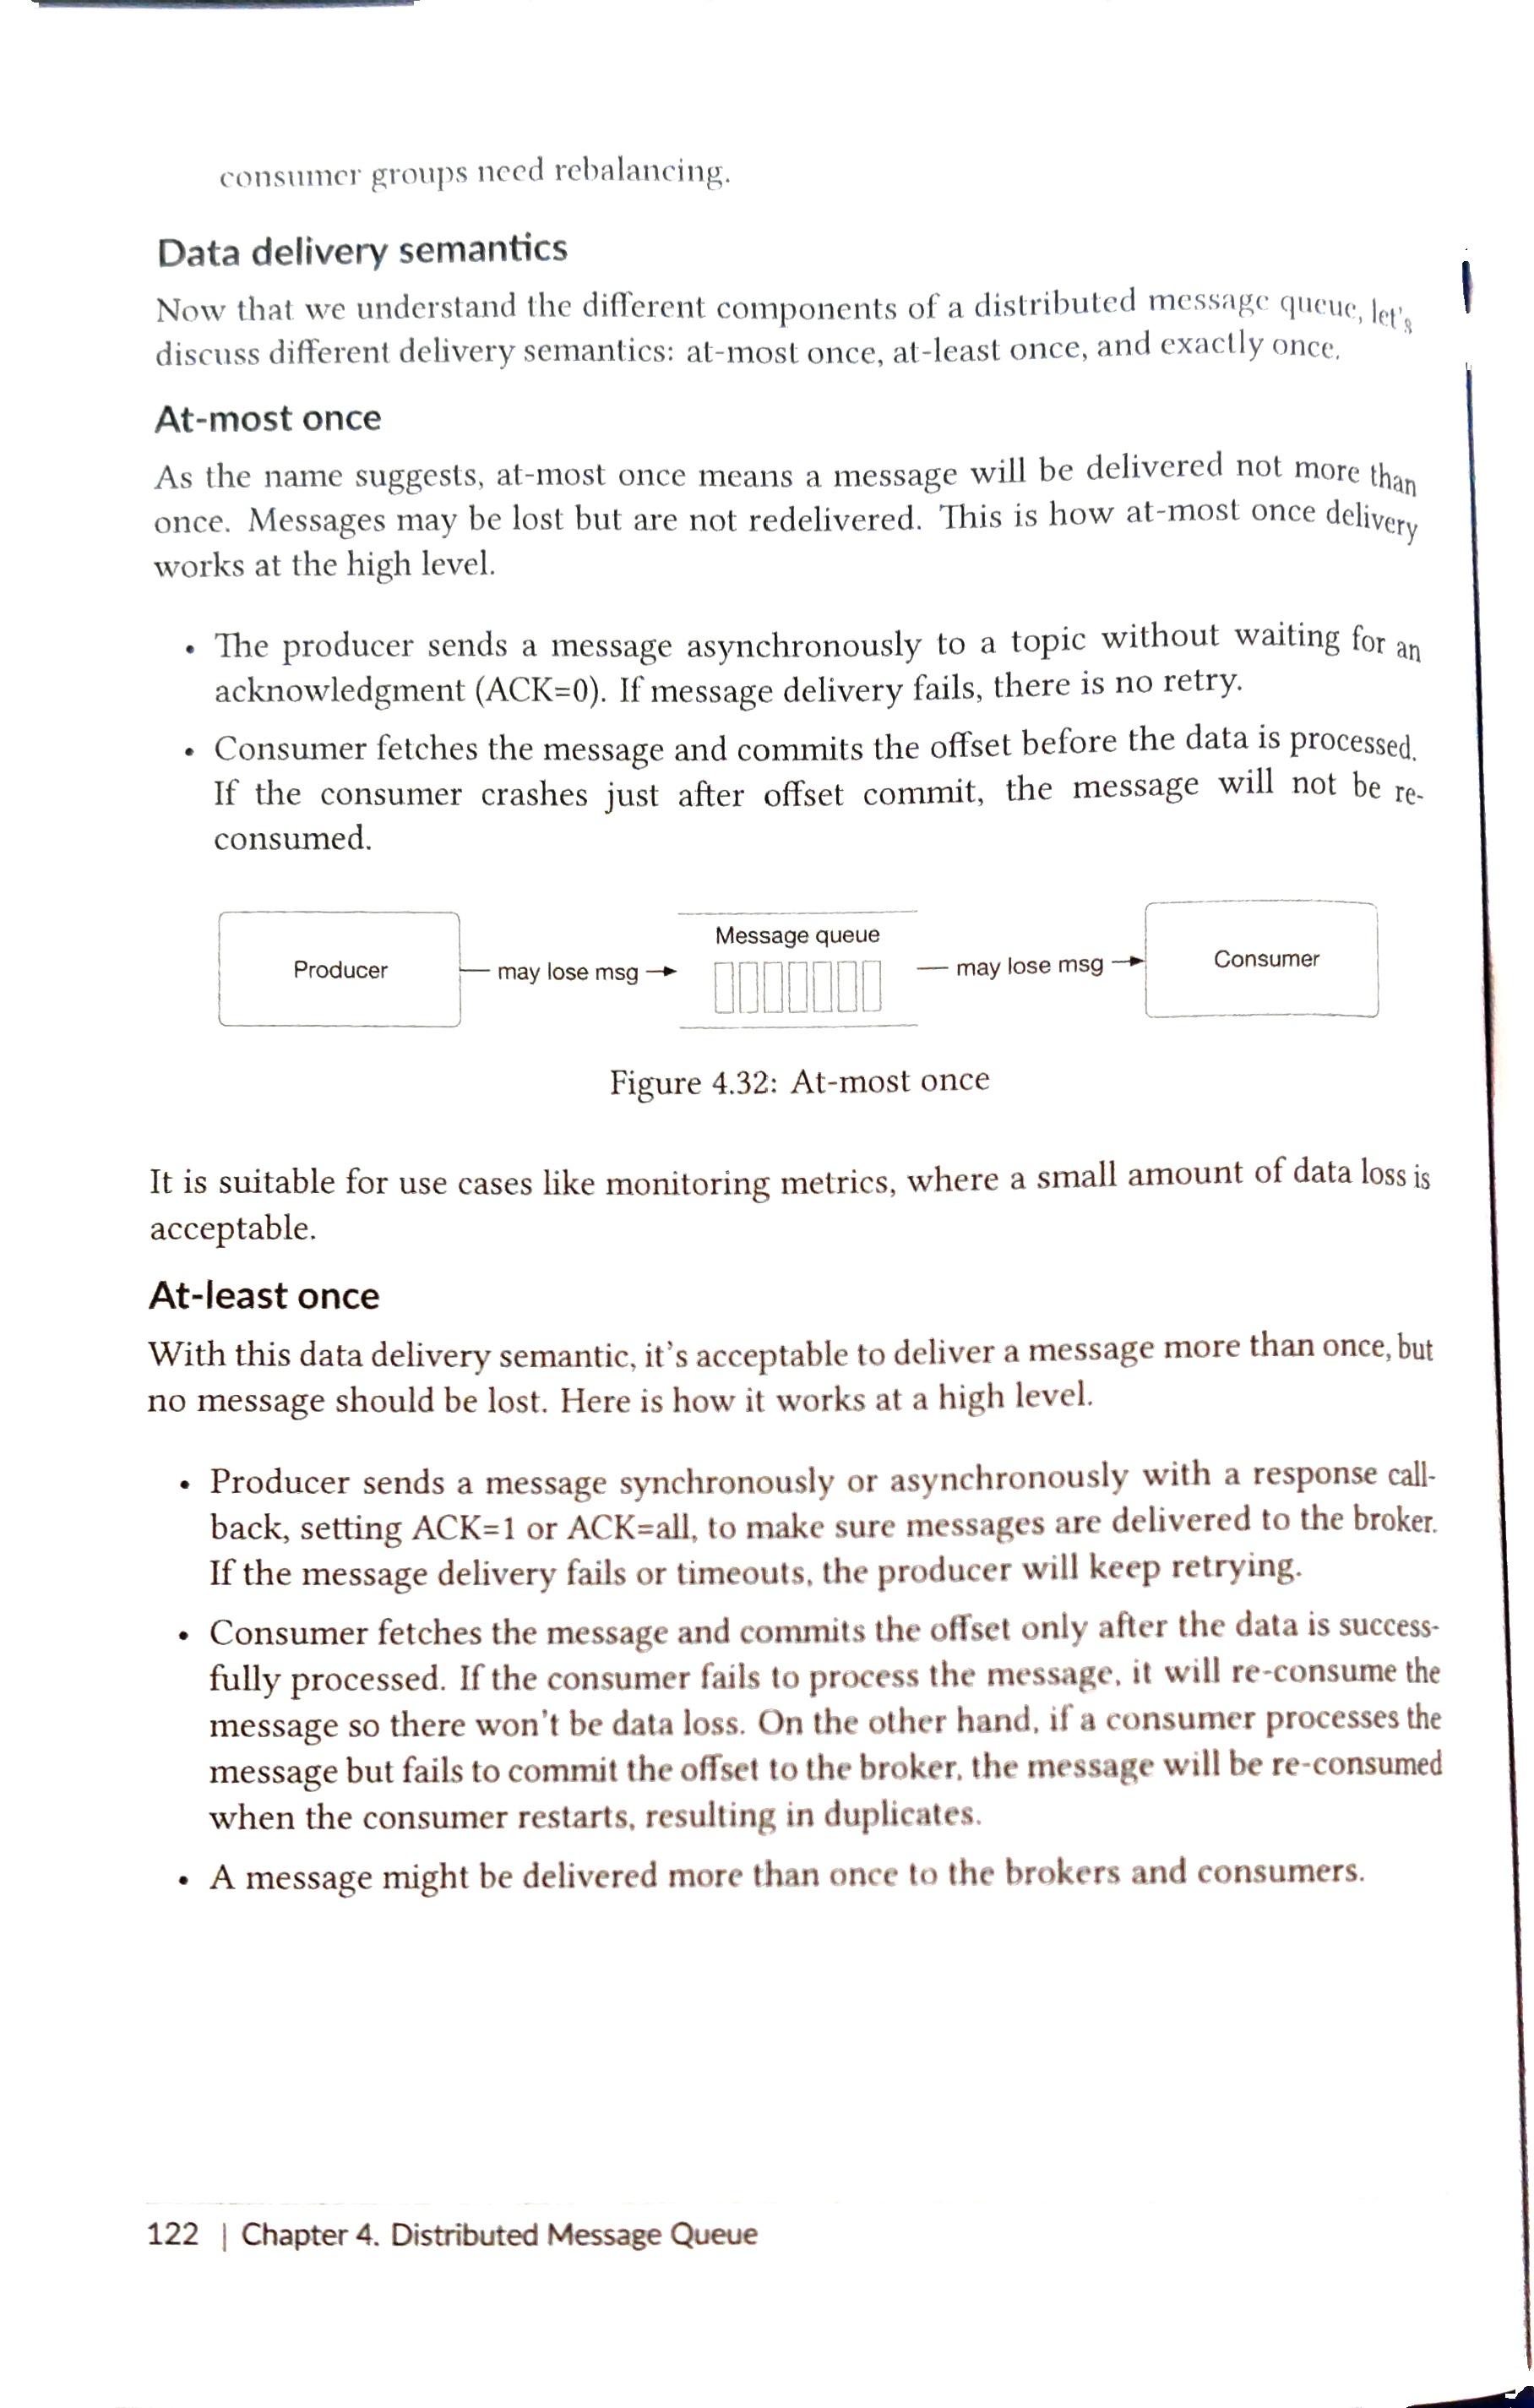 consumer groups need rebalancing.
Data delivery semantics
Now that we understand the different components of a distributed message queue, let's
discuss different delivery semantics: at-most once, at-least once, and exactly once.
At-most once
As the name suggests, at-most once means a message will be delivered not more than
once. Messages may be lost but are not redelivered. This is how at-most once delivery
works at the high level.
• The producer sends a message asynchronously to a topic without waiting for an
acknowledgment (ACK=0). If message delivery fails, there is no retry.
• Consumer fetches the message and commits the offset before the data is processed.
If the consumer crashes just after offset commit, the message will not be re-
consumed.
Producer
may lose msg
Message queue
may lose msg
Consumer
Figure 4.32: At-most once
It is suitable for use cases like monitoring metrics, where a small amount of data loss is
acceptable.
At-least once
With this data delivery semantic, it's acceptable to deliver a message more than once, but
no message should be lost. Here is how it works at a high level.
• Producer sends a message synchronously or asynchronously with a response call-
back, setting ACK=1 or ACK=all, to make sure messages are delivered to the broker.
If the message delivery fails or timeouts, the producer will keep retrying.
• Consumer fetches the message and commits the offset only after the data is success-
fully processed. If the consumer fails to process the message, it will re-consume the
message so there won't be data loss. On the other hand, if a consumer processes the
message but fails to commit the offset to the broker, the message will be re-consumed
when the consumer restarts, resulting in duplicates.
• A message might be delivered more than once to the brokers and consumers.
122 | Chapter 4. Distributed Message Queue